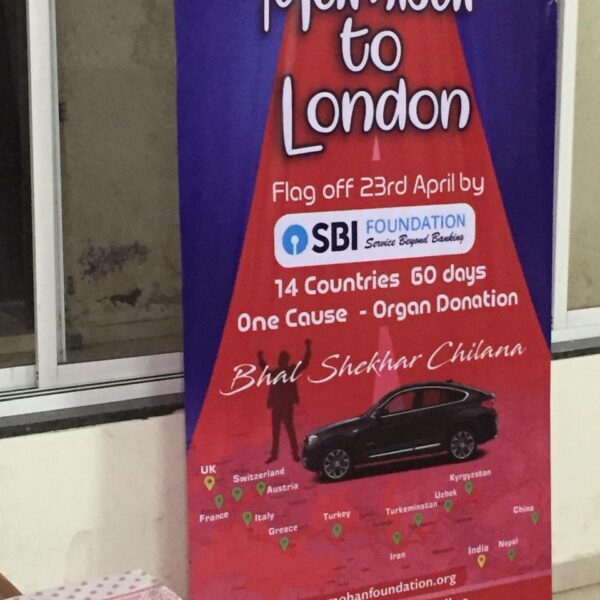 Mumbai
to
London
Flag off 23rd April by
SBI FOUNDATION
Service Beyond Banking
14 Countries 60 days
One Cause - Organ Donation
Bhal Shekhar Chilana
UK
Switzerland
Austria
France
Italy
Greece
Turkey
Turkeminstan
Uzbek
Kyrgyzstan
Iran
China
India
Nepol
mohanfoundation.org